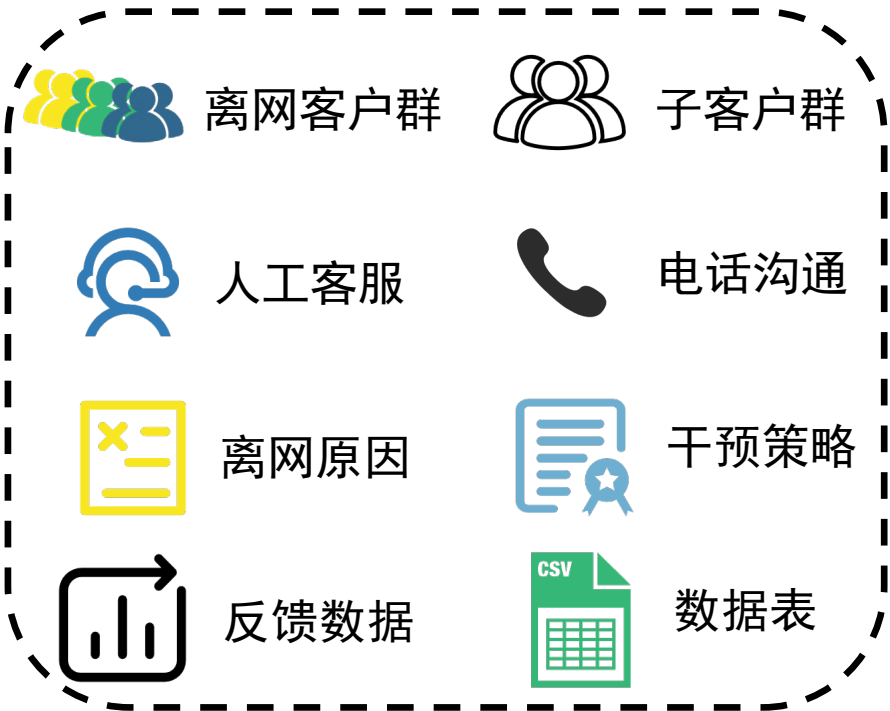 离网客户群
子客户群
人工客服
电话沟通
离网原因
干预策略
反馈数据
CSV
数据表